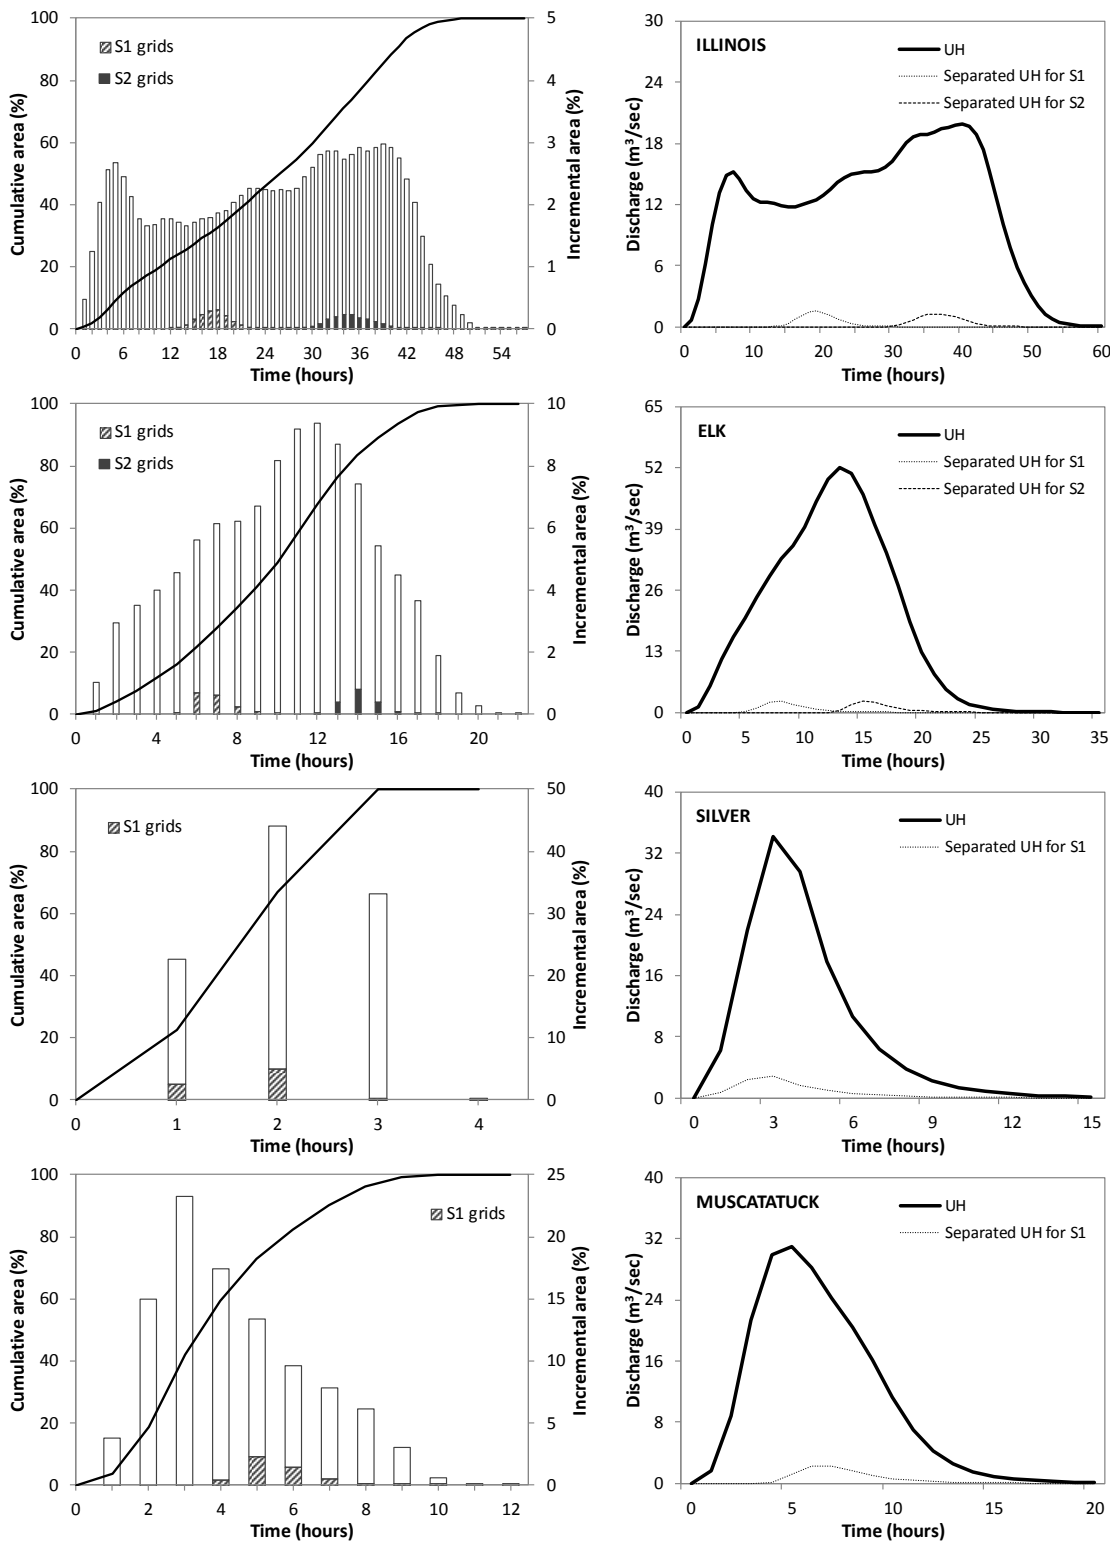 100
80
60
40
20
0
Cumulative area (%)
5
4
3
2
1
0
Incremental area (%)
S1 grids
S2 grids
0 6 12 18 24 30 36 42 48 54
Time (hours)
30
24
18
12
6
0
Discharge (m³/sec)
ILLINOIS
UH
Separated UH for S1
Separated UH for S2
0 10 20 30 40 50 60
Time (hours)
100
80
60
40
20
0
Cumulative area (%)
10
8
6
4
2
0
Incremental area (%)
S1 grids
S2 grids
0 4 8 12 16 20
Time (hours)
65
52
39
26
13
0
Discharge (m³/sec)
ELK
UH
Separated UH for S1
Separated UH for S2
0 5 10 15 20 25 30 35
Time (hours)
100
80
60
40
20
0
Cumulative area (%)
50
40
30
20
10
0
Incremental area (%)
S1 grids
0 1 2 3 4
Time (hours)
40
32
24
16
8
0
Discharge (m³/sec)
SILVER
UH
Separated UH for S1
0 3 6 9 12 15
Time (hours)
100
80
60
40
20
0
Cumulative area (%)
25
20
15
10
5
0
Incremental area (%)
S1 grids
0 2 4 6 8 10 12
Time (hours)
40
32
24
16
8
0
Discharge (m³/sec)
MUSCATATUCK
UH
Separated UH for S1
0 5 10 15 20
Time (hours)